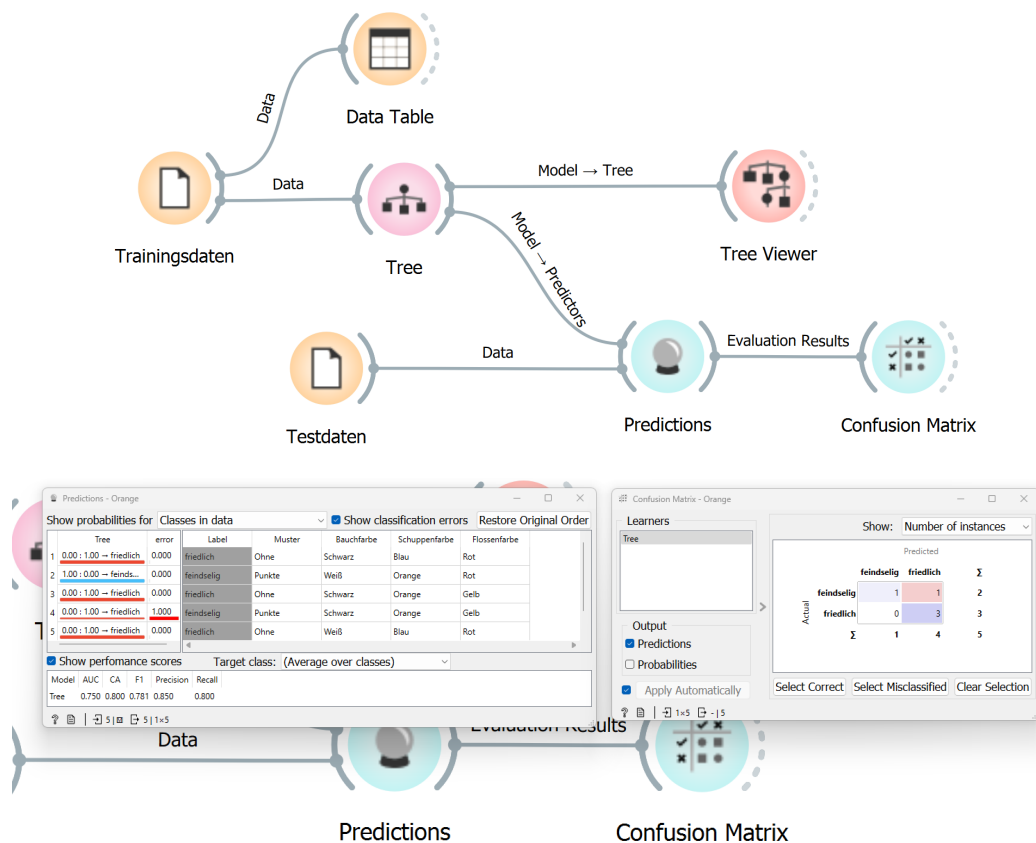 Data Table
Data
Data
Model → Tree
Trainingsdaten
Tree
Tree Viewer
Model → Predictors
Data
Evaluation Results
Testdaten
Predictions
Confusion Matrix
Predictions - Orange
Show probabilities for Classes in data Show classification errors Restore Original Order
Tree error Label Muster Bauchfarbe Schuppenfarbe Flossenfarbe
1 0.00 : 1.00 → friedlich 0.000 friedlich Ohne Schwarz Blau Rot
2 1.00 : 0.00 → feinds... 0.000 feindselig Punkte Weiß Orange Rot
3 0.00 : 1.00 → friedlich 0.000 friedlich Ohne Schwarz Orange Gelb
4 0.00 : 1.00 → friedlich 1.000 feindselig Punkte Schwarz Orange Gelb
5 0.00 : 1.00 → friedlich 0.000 friedlich Ohne Weiß Blau Rot
Show perfomance scores Target class: (Average over classes)
Model AUC CA F1 Precision Recall
Tree 0.750 0.800 0.781 0.850 0.800
? 5 | 5 | 1×5
Confusion Matrix - Orange
Learners
Tree
Output
Predictions
Probabilities
Apply Automatically
Show: Number of instances
Predicted
feindselig friedlich Σ
Actual
feindselig 1 1 2
friedlich 0 3 3
Σ 1 4 5
Select Correct Select Misclassified Clear Selection
? 1×5 - | 5
T
Data
Evaluation Results
Predictions
Confusion Matrix